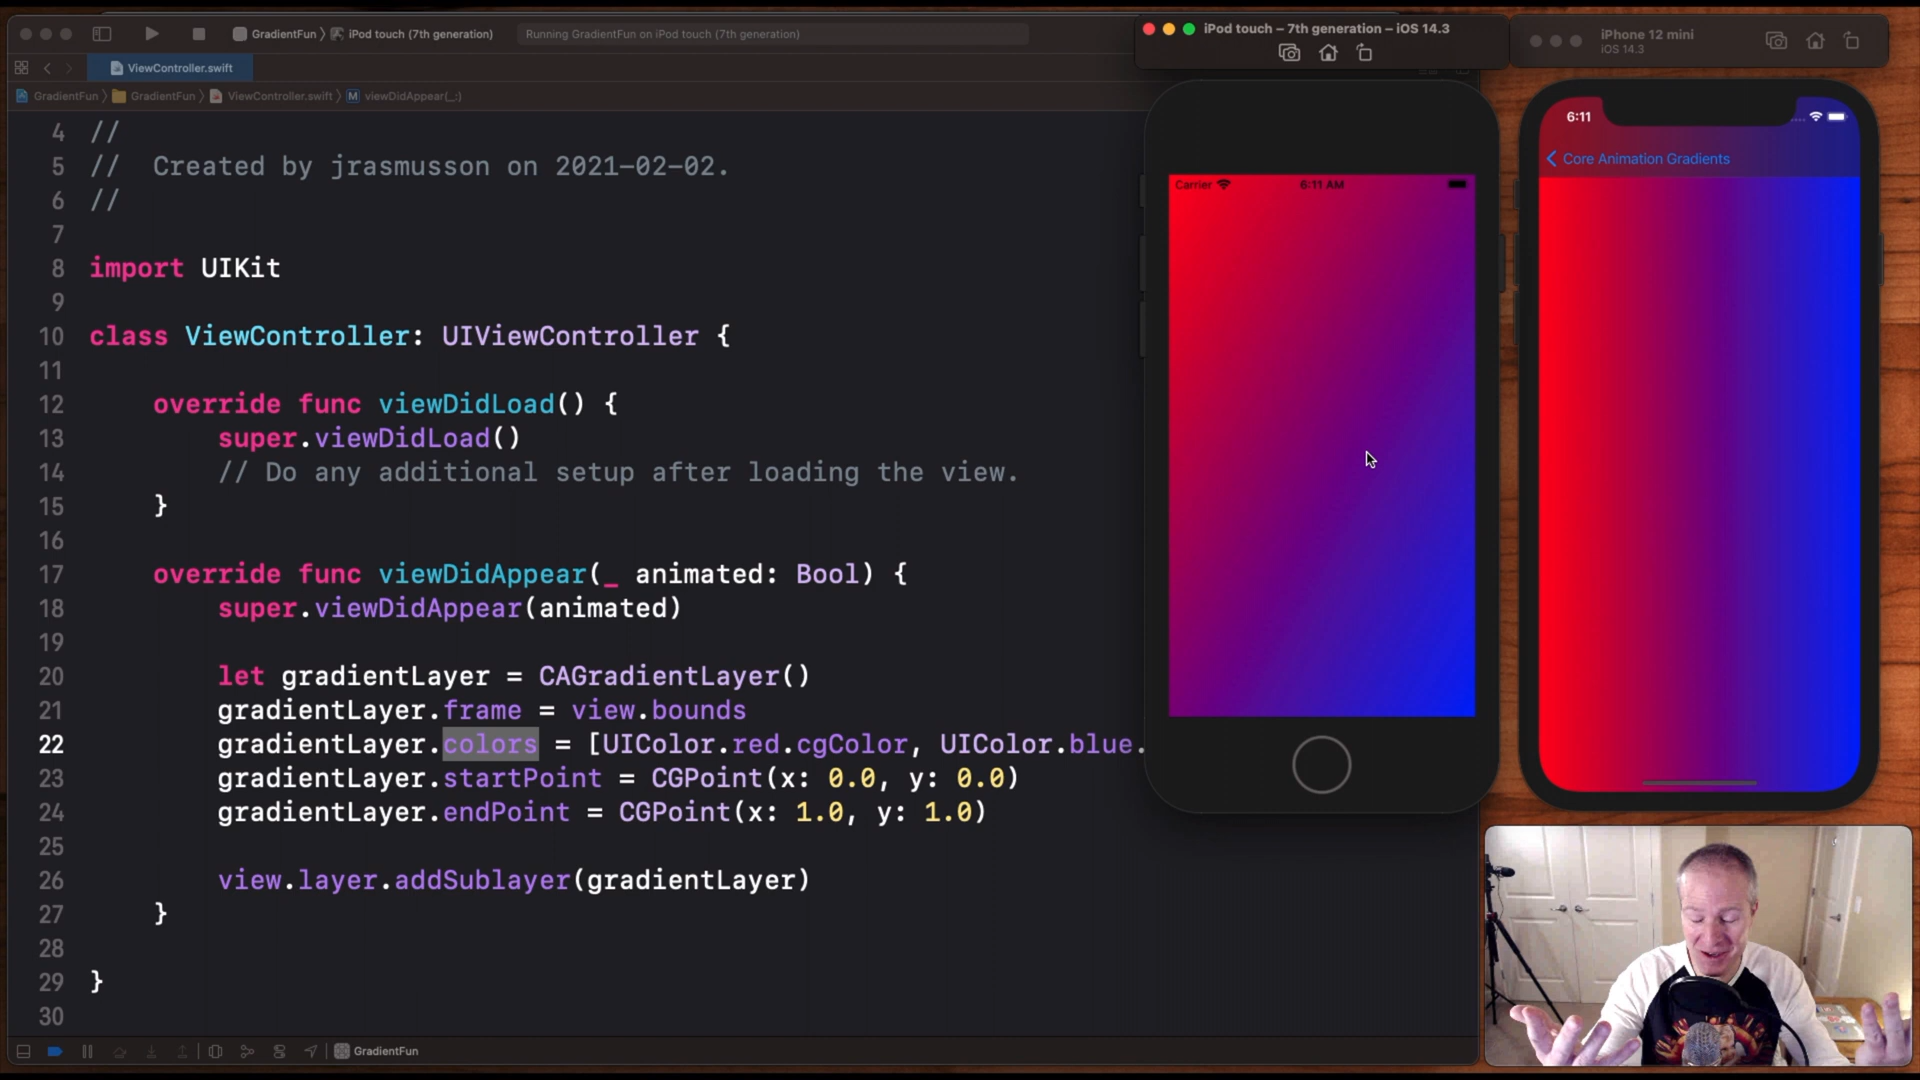 GradientFun
iPod touch (7th generation)
Running GradientFun on iPod touch (7th generation)
ViewController.swift
GradientFun
GradientFun
ViewController.swift
M viewDidAppear(_:)
4 //
5 // Created by jrasmusson on 2021-02-02.
6 //
7
8 import UIKit
9
10 class ViewController: UIViewController {
11
12 override func viewDidLoad() {
13 super.viewDidLoad()
14 // Do any additional setup after loading the view.
15 }
16
17 override func viewDidAppear(_ animated: Bool) {
18 super.viewDidAppear(animated)
19
20 let gradientLayer = CAGradientLayer()
21 gradientLayer.frame = view.bounds
22 gradientLayer.colors = [UIColor.red.cgColor, UIColor.blue.
23 gradientLayer.startPoint = CGPoint(x: 0.0, y: 0.0)
24 gradientLayer.endPoint = CGPoint(x: 1.0, y: 1.0)
25
26 view.layer.addSublayer(gradientLayer)
27 }
28
29 }
30
GradientFun
iPod touch – 7th generation – iOS 14.3
Carrier
6:11 AM
iPhone 12 mini
iOS 14.3
6:11
Core Animation Gradients